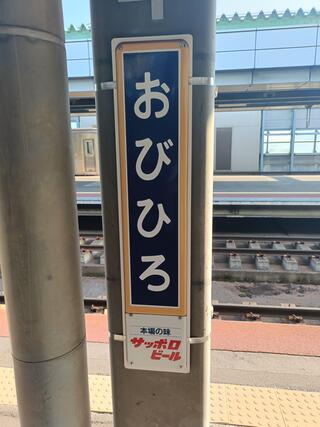 おびひろ
本場の味
サッポロ
ビール